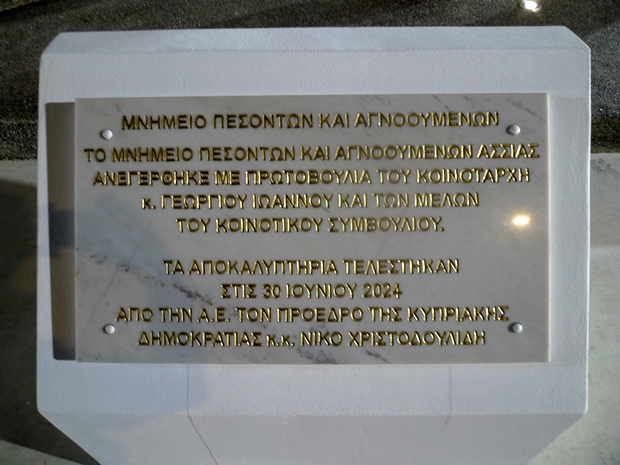 ΜΝΗΜΕΙΟ ΠΕΣΟΝΤΩΝ ΚΑΙ ΑΓΝΟΟΥΜΕΝΩΝ
ΤΟ ΜΝΗΜΕΙΟ ΠΕΣΟΝΤΩΝ ΚΑΙ ΑΓΝΟΟΥΜΕΝΩΝ ΑΣΣΙΑΣ
ΑΝΕΓΕΡΘΗΚΕ ΜΕ ΠΡΩΤΟΒΟΥΛΙΑ ΤΟΥ ΚΟΙΝΟΤΑΡΧΗ
κ. ΓΕΩΡΓΙΟΥ ΙΩΑΝΝΟΥ ΚΑΙ ΤΩΝ ΜΕΛΩΝ
ΤΟΥ ΚΟΙΝΟΤΙΚΟΥ ΣΥΜΒΟΥΛΙΟΥ.
ΤΑ ΑΠΟΚΑΛΥΠΤΗΡΙΑ ΤΕΛΕΣΤΗΚΑΝ
ΣΤΙΣ 30 ΙΟΥΝΙΟΥ 2024
ΑΠΟ ΤΗΝ Α.Ε. ΤΟΝ ΠΡΟΕΔΡΟ ΤΗΣ ΚΥΠΡΙΑΚΗΣ
ΔΗΜΟΚΡΑΤΙΑΣ κ.κ. ΝΙΚΟ ΧΡΙΣΤΟΔΟΥΛΙΔΗ